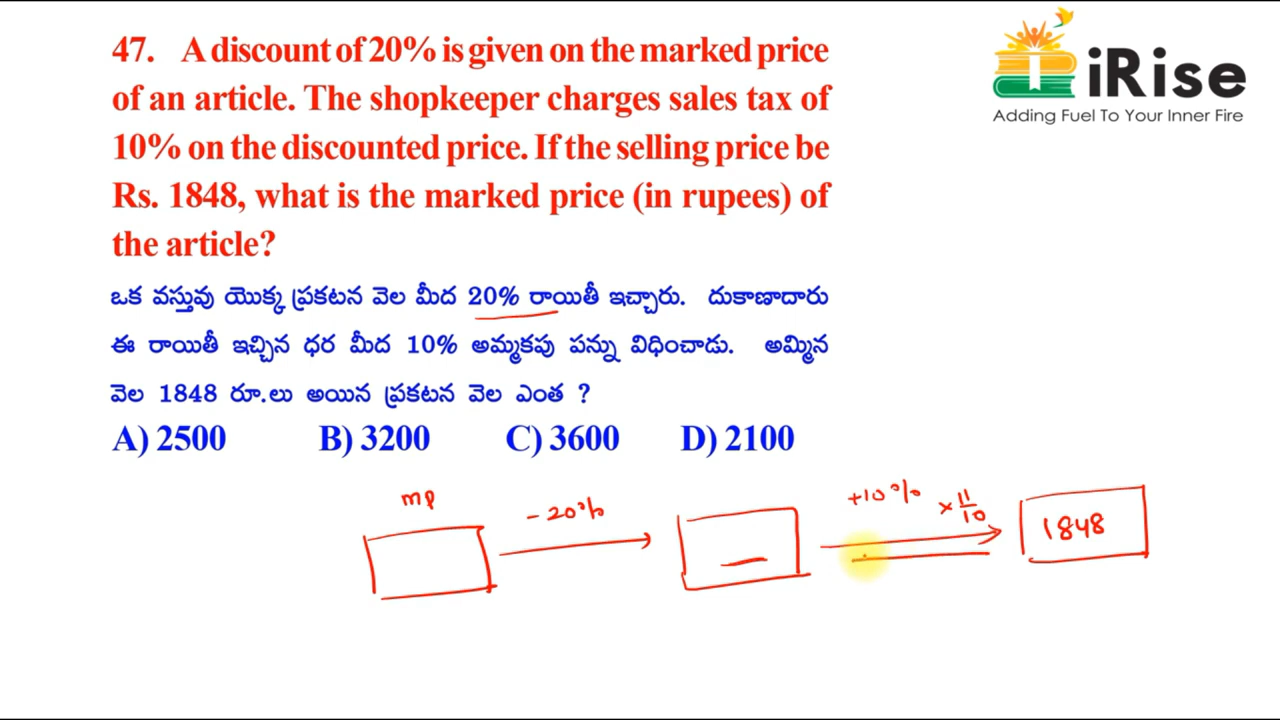 47. A discount of 20% is given on the marked price
of an article. The shopkeeper charges sales tax of
10% on the discounted price. If the selling price be
Rs. 1848, what is the marked price (in rupees) of
the article?
ఒక వస్తువు యొక్క ప్రకటన వెల మీద 20% రాయితీ ఇచ్చారు. దుకాణాదారు
ఈ రాయితీ ఇచ్చిన ధర మీద 10% అమ్మకపు పన్ను విధించాడు. అమ్మిన
వెల 1848 రూ.లు అయిన ప్రకటన వెల ఎంత ?
A) 2500 B) 3200 C) 3600 D) 2100
iRise
Adding Fuel To Your Inner Fire
mp
-20%
+10%
× 11/10
1848